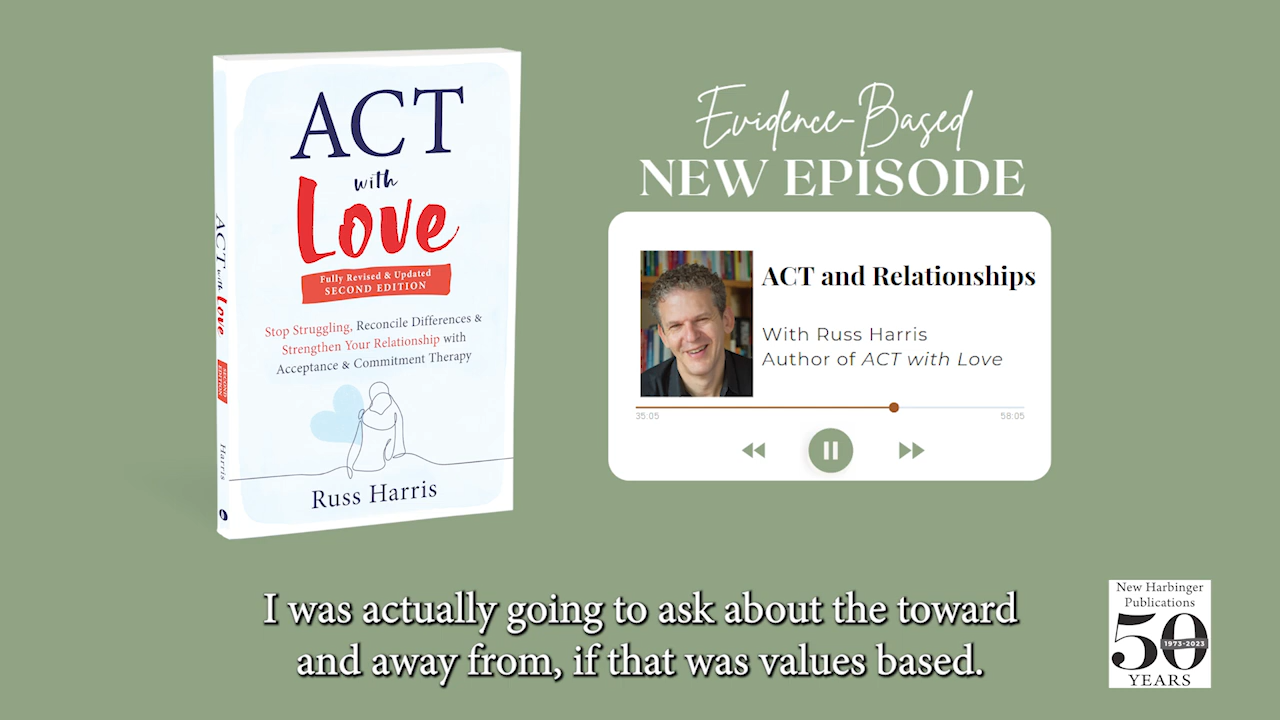 ACT
with
Love
Fully Revised & Updated
SECOND EDITION
Stop Struggling, Reconcile Differences &
Strengthen Your Relationship with
Acceptance & Commitment Therapy
Russ Harris
ACT with Love
SECOND EDITION
Harris
Evidence-Based
NEW EPISODE
ACT and Relationships
With Russ Harris
Author of ACT with Love
35:05
58:05
I was actually going to ask about the toward
and away from, if that was values based.
New Harbinger
Publications
50
1973-2023
YEARS